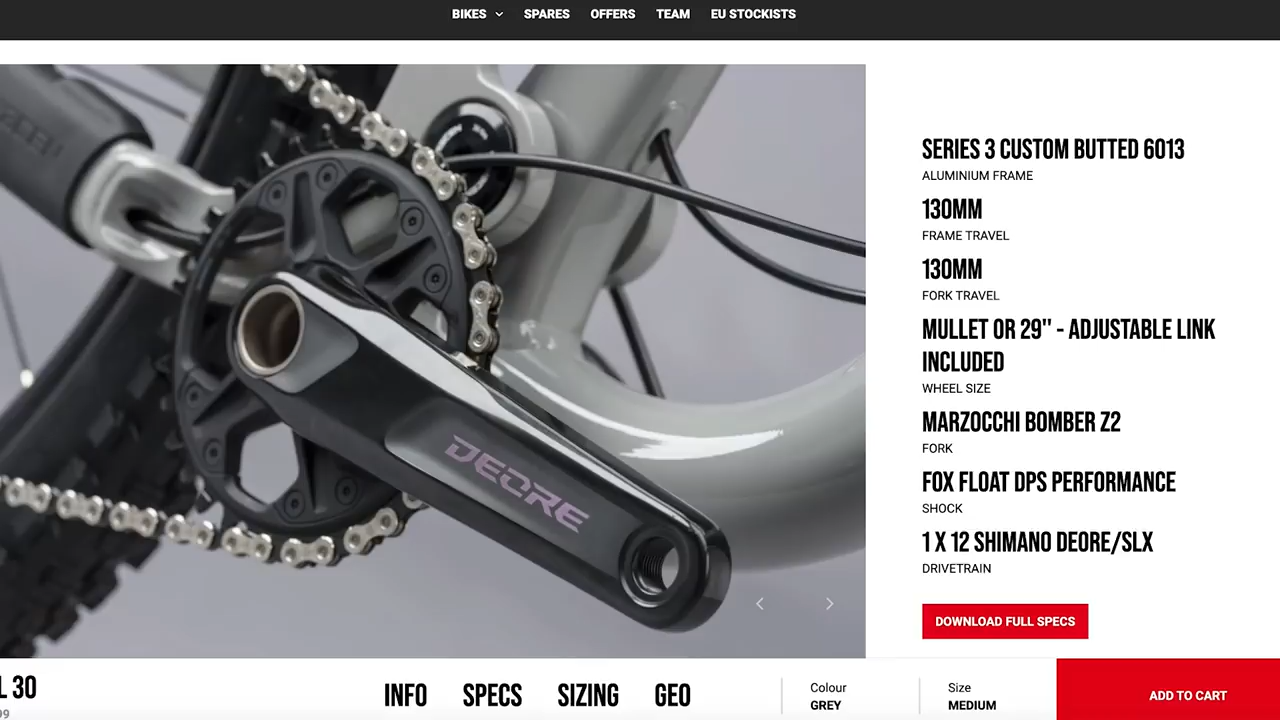 BIKES SPARES OFFERS TEAM EU STOCKISTS
SERIES 3 CUSTOM BUTTED 6013
ALUMINIUM FRAME
130MM
FRAME TRAVEL
130MM
FORK TRAVEL
MULLET OR 29" - ADJUSTABLE LINK
INCLUDED
WHEEL SIZE
MARZOCCHI BOMBER Z2
FORK
FOX FLOAT DPS PERFORMANCE
SHOCK
1 X 12 SHIMANO DEORE/SLX
DRIVETRAIN
DOWNLOAD FULL SPECS
DEORE
L 30
99
INFO SPECS SIZING GEO
Colour
GREY
Size
MEDIUM
ADD TO CART